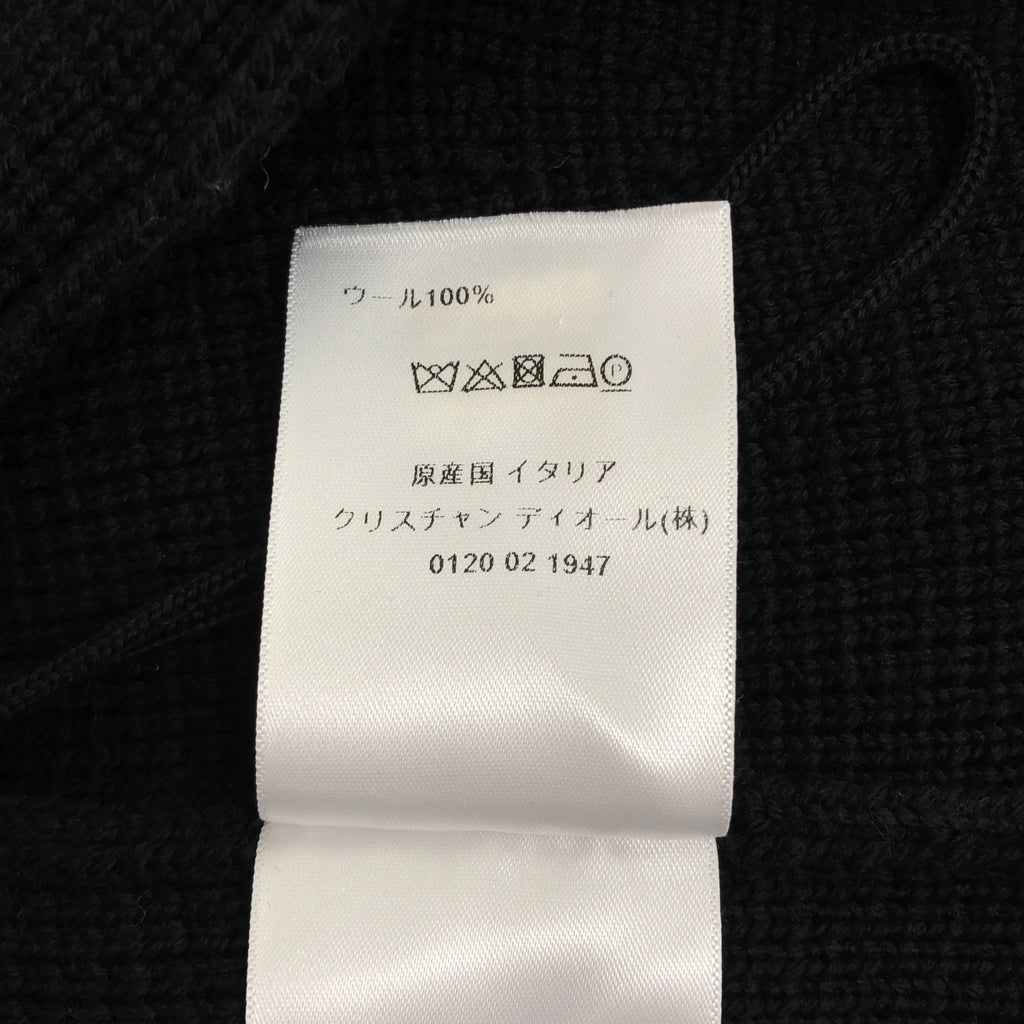 ウール100%
P
原産国 イタリア
クリスチャン ディオール(株)
0120 02 1947